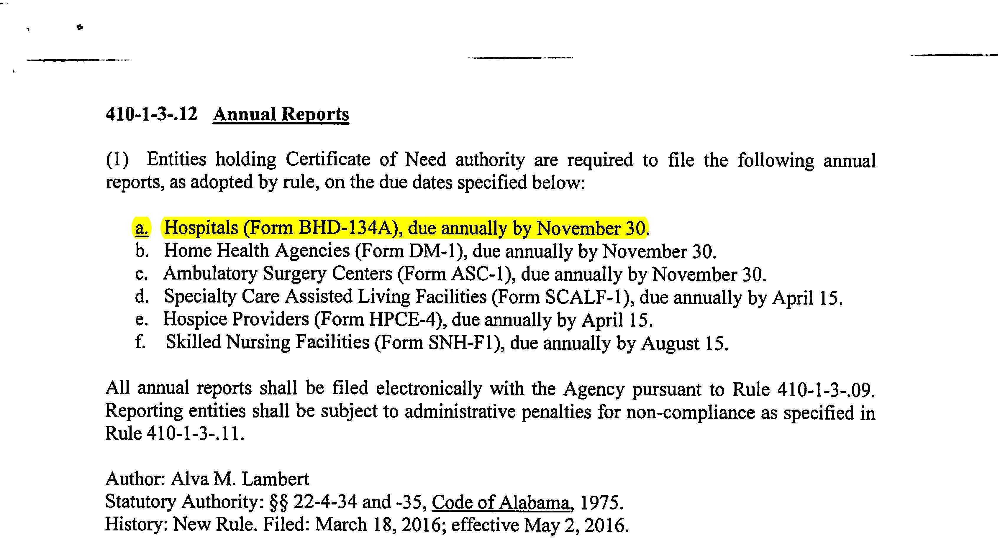 410-1-3-.12 Annual Reports
(1) Entities holding Certificate of Need authority are required to file the following annual
reports, as adopted by rule, on the due dates specified below:
a. Hospitals (Form BHD-134A), due annually by November 30.
b. Home Health Agencies (Form DM-1), due annually by November 30.
c. Ambulatory Surgery Centers (Form ASC-1), due annually by November 30.
d. Specialty Care Assisted Living Facilities (Form SCALF-1), due annually by April 15.
e. Hospice Providers (Form HPCE-4), due annually by April 15.
f. Skilled Nursing Facilities (Form SNH-F1), due annually by August 15.
All annual reports shall be filed electronically with the Agency pursuant to Rule 410-1-3-.09.
Reporting entities shall be subject to administrative penalties for non-compliance as specified in
Rule 410-1-3-.11.
Author: Alva M. Lambert
Statutory Authority: §§ 22-4-34 and -35, Code of Alabama, 1975.
History: New Rule. Filed: March 18, 2016; effective May 2, 2016.